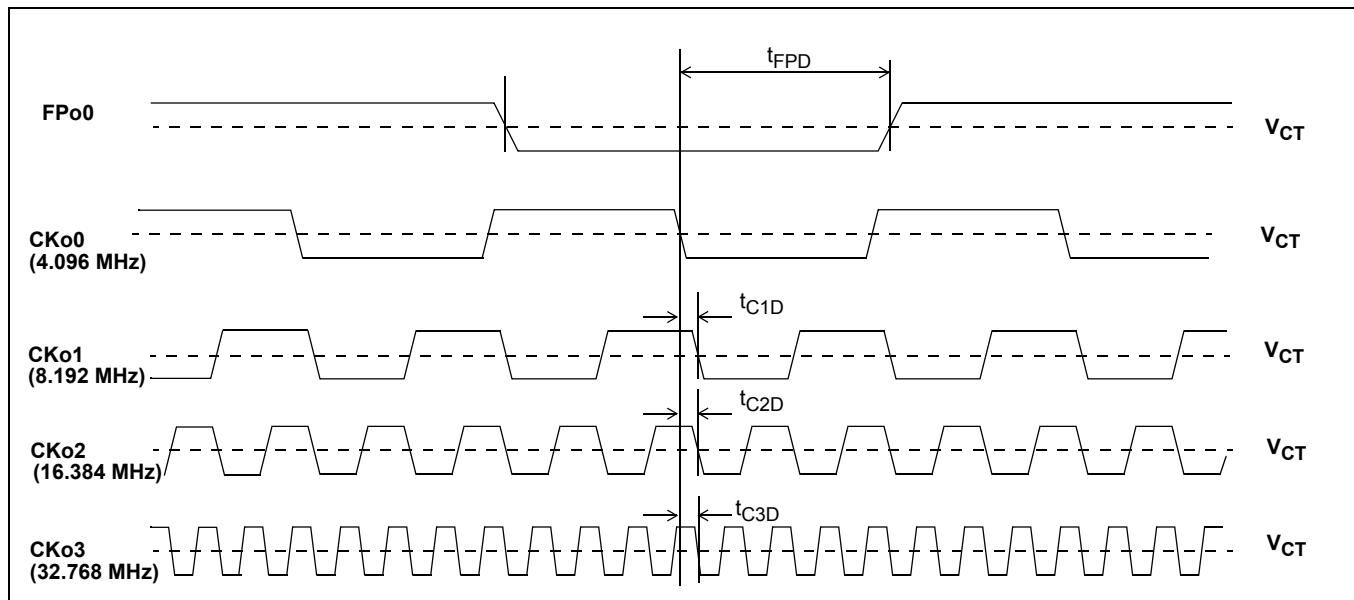 tFPD
FPo0
VCT
CKo0
(4.096 MHz)
VCT
tC1D
CKo1
(8.192 MHz)
VCT
tC2D
CKo2
(16.384 MHz)
VCT
tC3D
CKo3
(32.768 MHz)
VCT